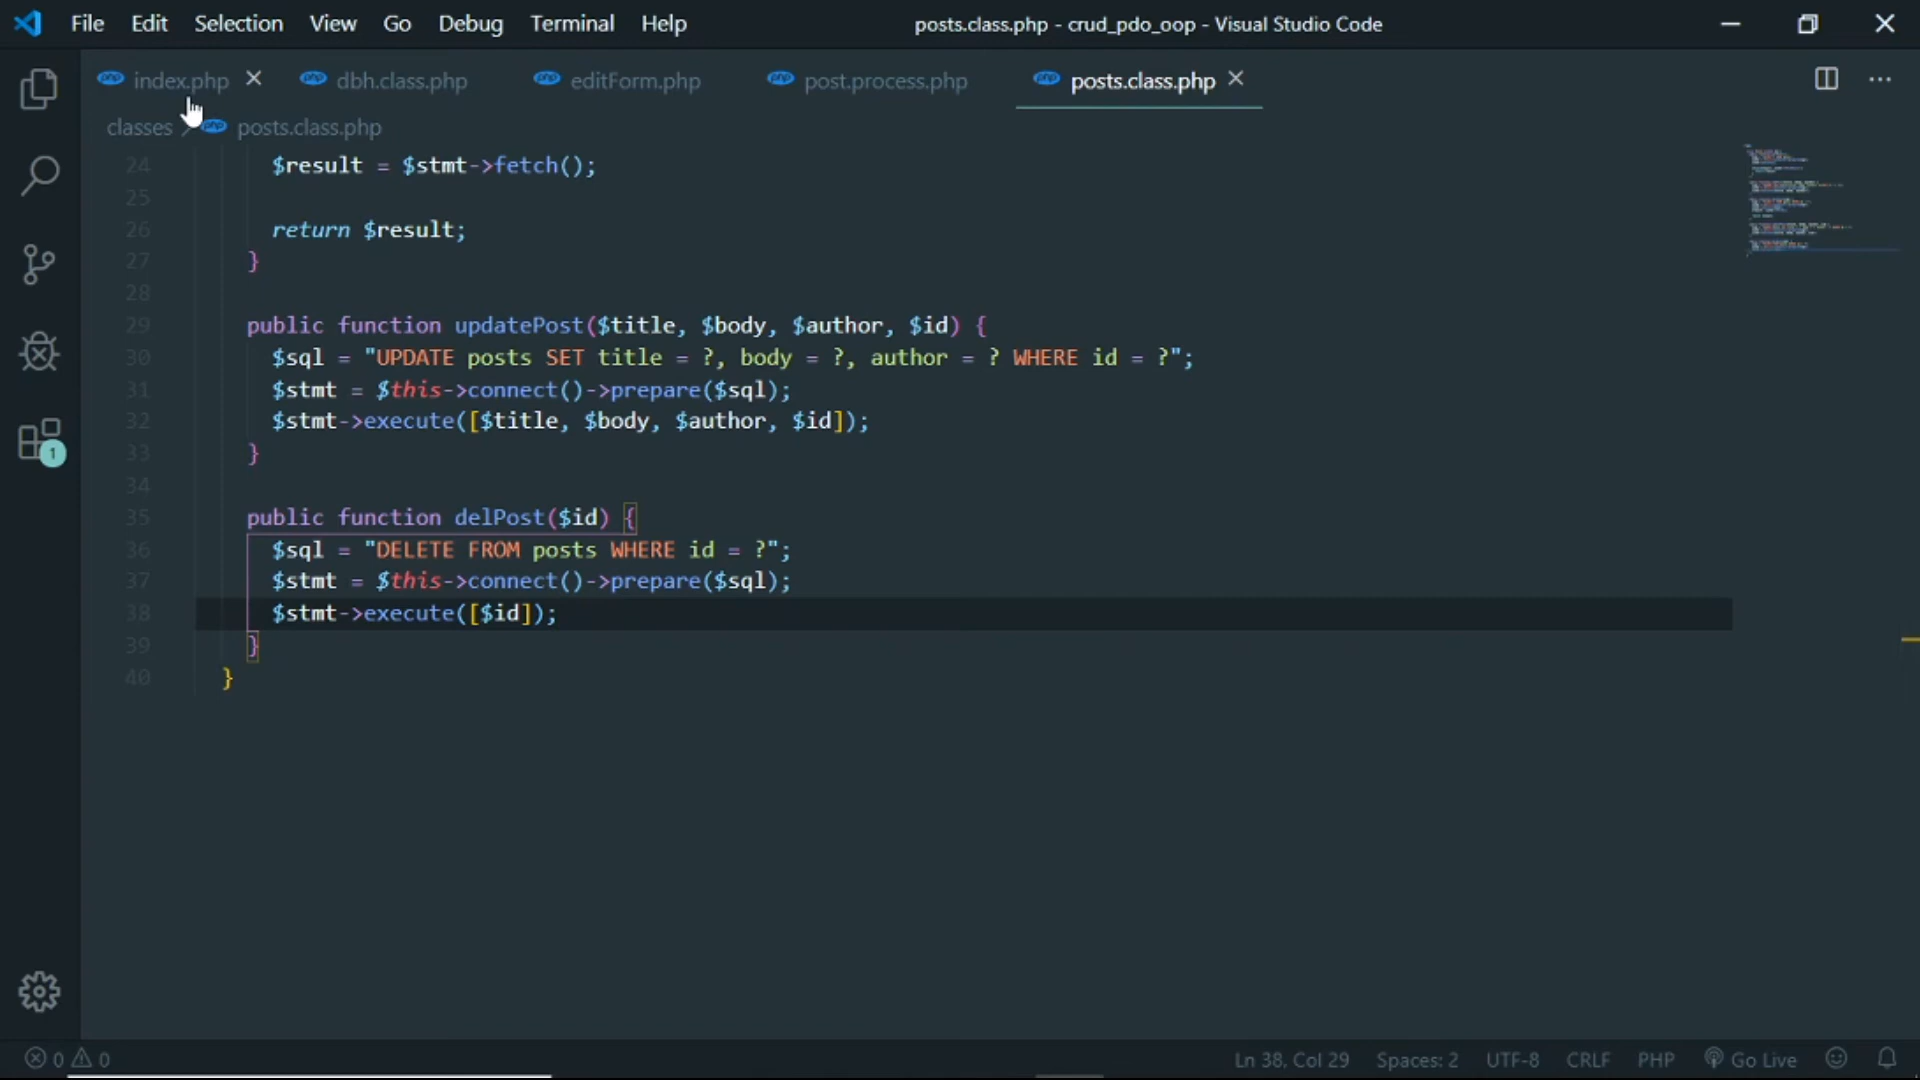 File Edit Selection View Go Debug Terminal Help posts.class.php - crud_pdo_oop - Visual Studio Code
index.php dbh.class.php editForm.php post.process.php posts.class.php
classes posts.class.php
24 $result = $stmt->fetch();
25
26 return $result;
27 }
28
29 public function updatePost($title, $body, $author, $id) {
30 $sql = "UPDATE posts SET title = ?, body = ?, author = ? WHERE id = ?";
31 $stmt = $this->connect()->prepare($sql);
32 $stmt->execute([$title, $body, $author, $id]);
33 }
34
35 public function delPost($id) {
36 $sql = "DELETE FROM posts WHERE id = ?";
37 $stmt = $this->connect()->prepare($sql);
38 $stmt->execute([$id]);
39 }
40 }
1
0 0 Ln 38, Col 29 Spaces: 2 UTF-8 CRLF PHP Go Live